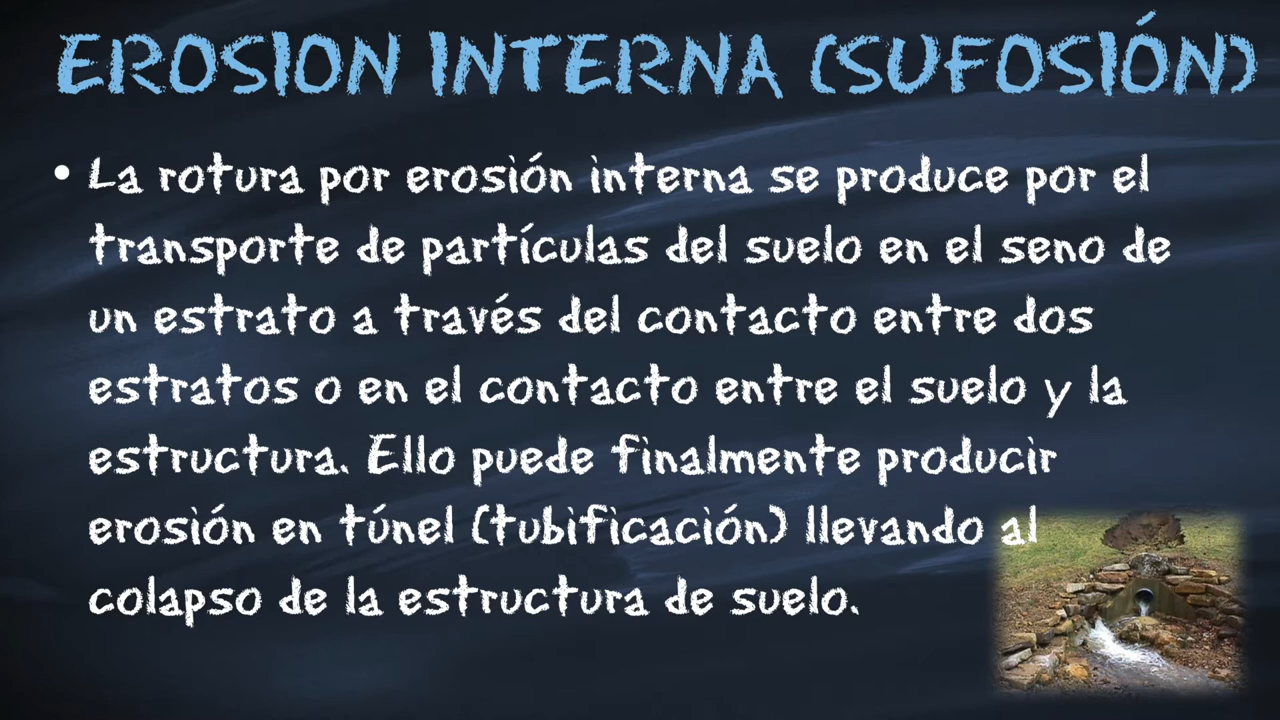 EROSION INTERNA (SUFOSIÓN)
• La rotura por erosión interna se produce por el
transporte de partículas del suelo en el seno de
un estrato a través del contacto entre dos
estratos o en el contacto entre el suelo y la
estructura. Ello puede finalmente producir
erosión en túnel (tubificación) llevando al
colapso de la estructura de suelo.